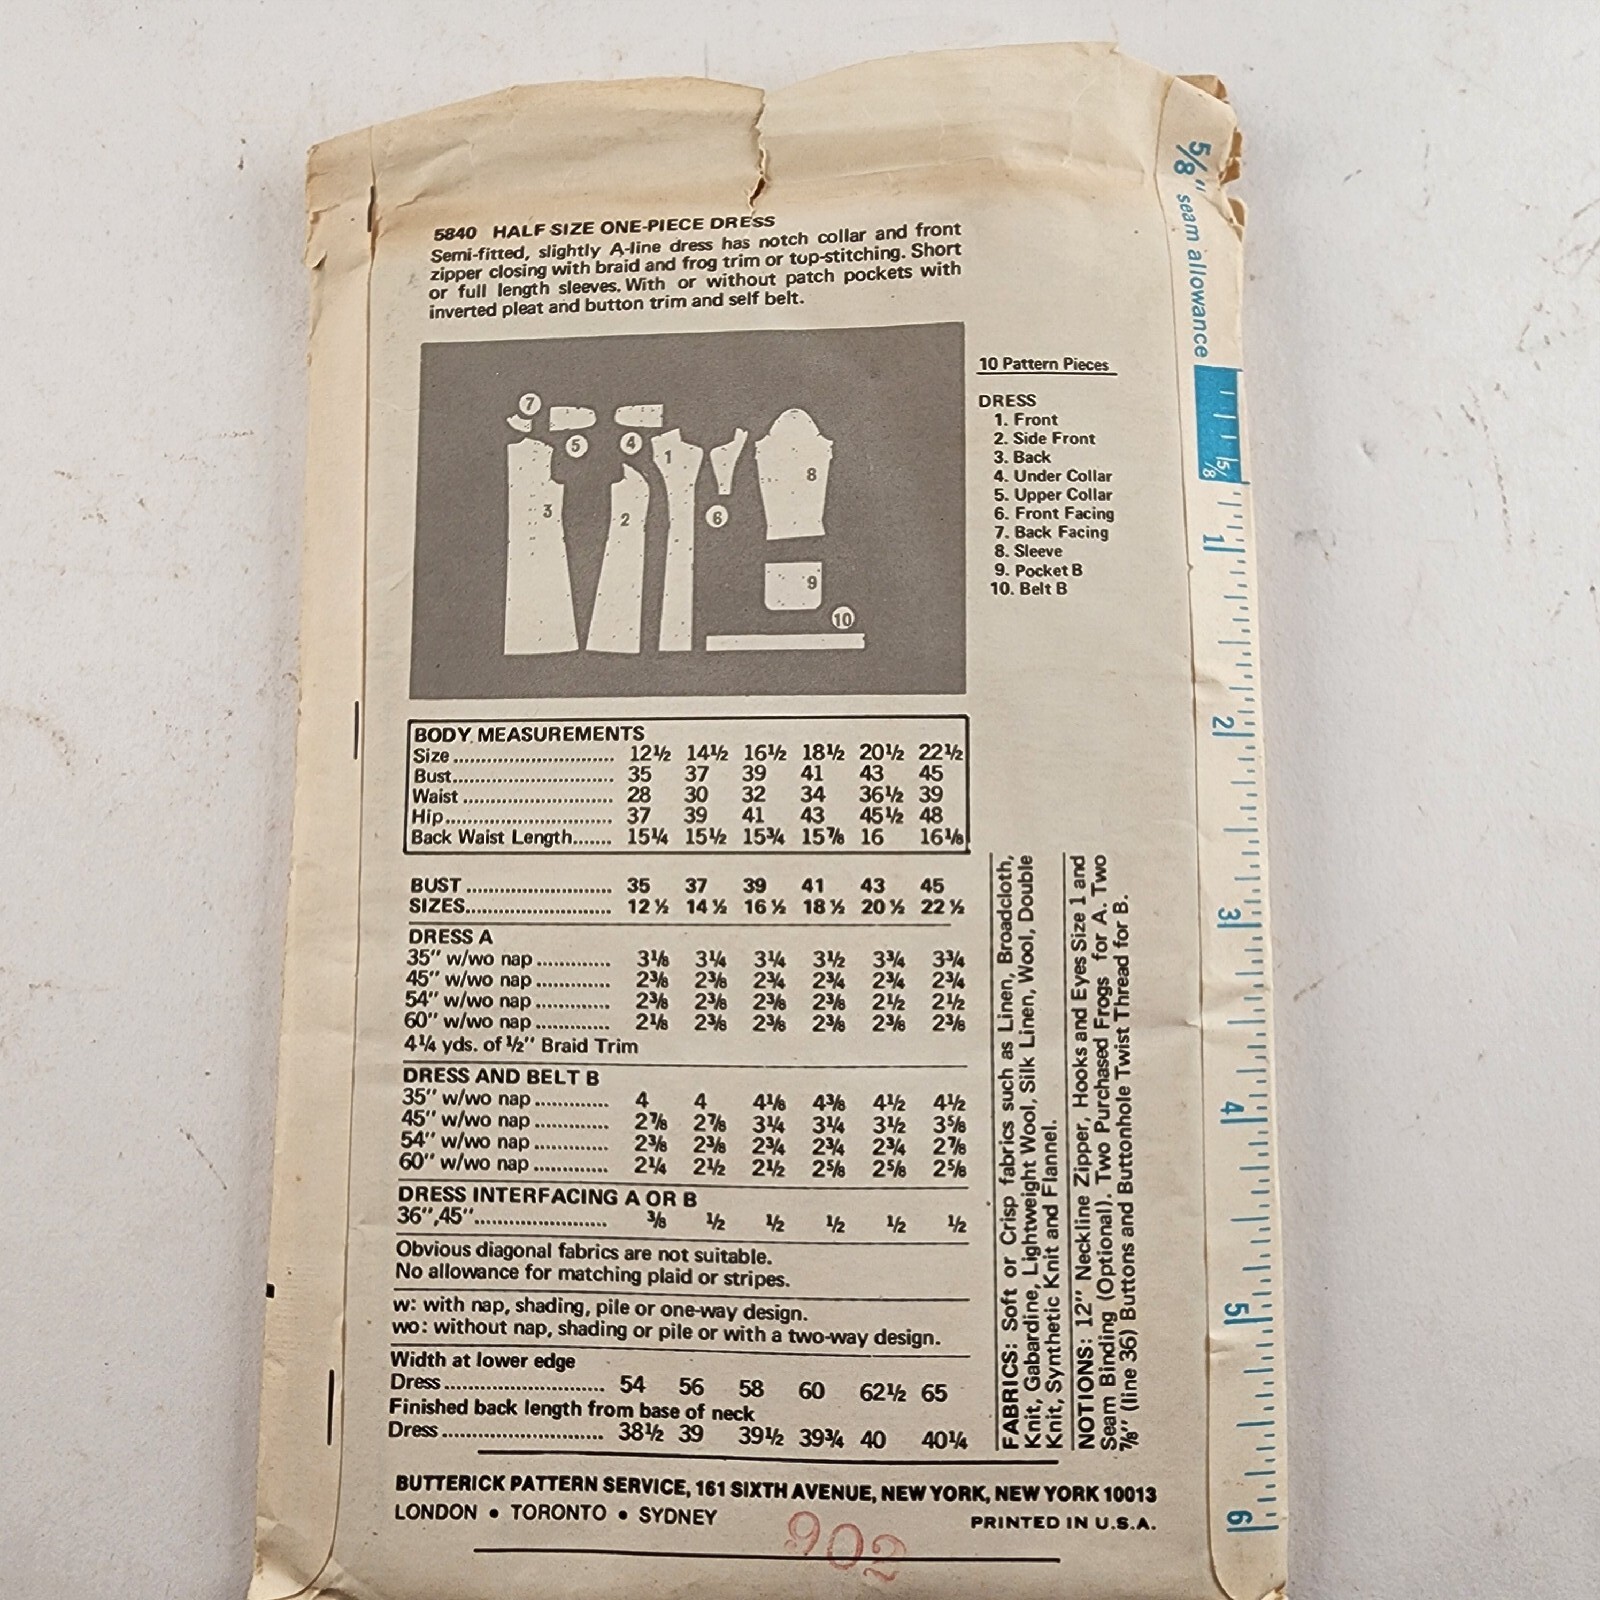 5840 HALF SIZE ONE-PIECE DRESS
Semi-fitted, slightly A-line dress has notch collar and front
zipper closing with braid and frog trim or top-stitching. Short
or full length sleeves. With or without patch pockets with
inverted pleat and button trim and self belt.
7
5
4
1
8
3
2
6
9
10
10 Pattern Pieces
DRESS
1. Front
2. Side Front
3. Back
4. Under Collar
5. Upper Collar
6. Front Facing
7. Back Facing
8. Sleeve
9. Pocket B
10. Belt B
BODY MEASUREMENTS
Size 12½ 14½ 16½ 18½ 20½ 22½
Bust 35 37 39 41 43 45
Waist 28 30 32 34 36½ 39
Hip 37 39 41 43 45½ 48
Back Waist Length 15¼ 15½ 15¾ 15⅞ 16 16⅛
BUST 35 37 39 41 43 45
SIZES 12 ½ 14 ½ 16 ½ 18 ½ 20 ½ 22 ½
DRESS A
35" w/wo nap 3⅛ 3¼ 3¼ 3½ 3¾ 3¾
45" w/wo nap 2⅜ 2⅜ 2¾ 2¾ 2¾ 2¾
54" w/wo nap 2⅜ 2⅜ 2⅜ 2⅜ 2½ 2½
60" w/wo nap 2⅛ 2⅜ 2⅜ 2⅜ 2⅜ 2⅜
4¼ yds. of ½" Braid Trim
DRESS AND BELT B
35" w/wo nap 4 4 4⅛ 4⅜ 4½ 4½
45" w/wo nap 2⅞ 2⅞ 3¼ 3¼ 3½ 3⅝
54" w/wo nap 2⅜ 2⅜ 2¾ 2¾ 2¾ 2⅞
60" w/wo nap 2¼ 2½ 2½ 2⅝ 2⅝ 2⅝
DRESS INTERFACING A OR B
36",45" ⅜ ½ ½ ½ ½ ½
Obvious diagonal fabrics are not suitable.
No allowance for matching plaid or stripes.
w: with nap, shading, pile or one-way design.
wo: without nap, shading or pile or with a two-way design.
Width at lower edge
Dress 54 56 58 60 62½ 65
Finished back length from base of neck
Dress 38½ 39 39½ 39¾ 40 40¼
FABRICS: Soft or Crisp fabrics such as Linen, Broadcloth,
Knit, Gabardine, Lightweight Wool, Silk Linen, Wool, Double
Knit, Synthetic Knit and Flannel.
NOTIONS: 12" Neckline Zipper, Hooks and Eyes Size 1 and
Seam Binding (Optional). Two Purchased Frogs for A. Two
⅞" (line 36) Buttons and Buttonhole Twist Thread for B.
BUTTERICK PATTERN SERVICE, 161 SIXTH AVENUE, NEW YORK, NEW YORK 10013
LONDON • TORONTO • SYDNEY
PRINTED IN U.S.A.
902
5/8" seam allowance
5/8
1
2
3
4
5
6